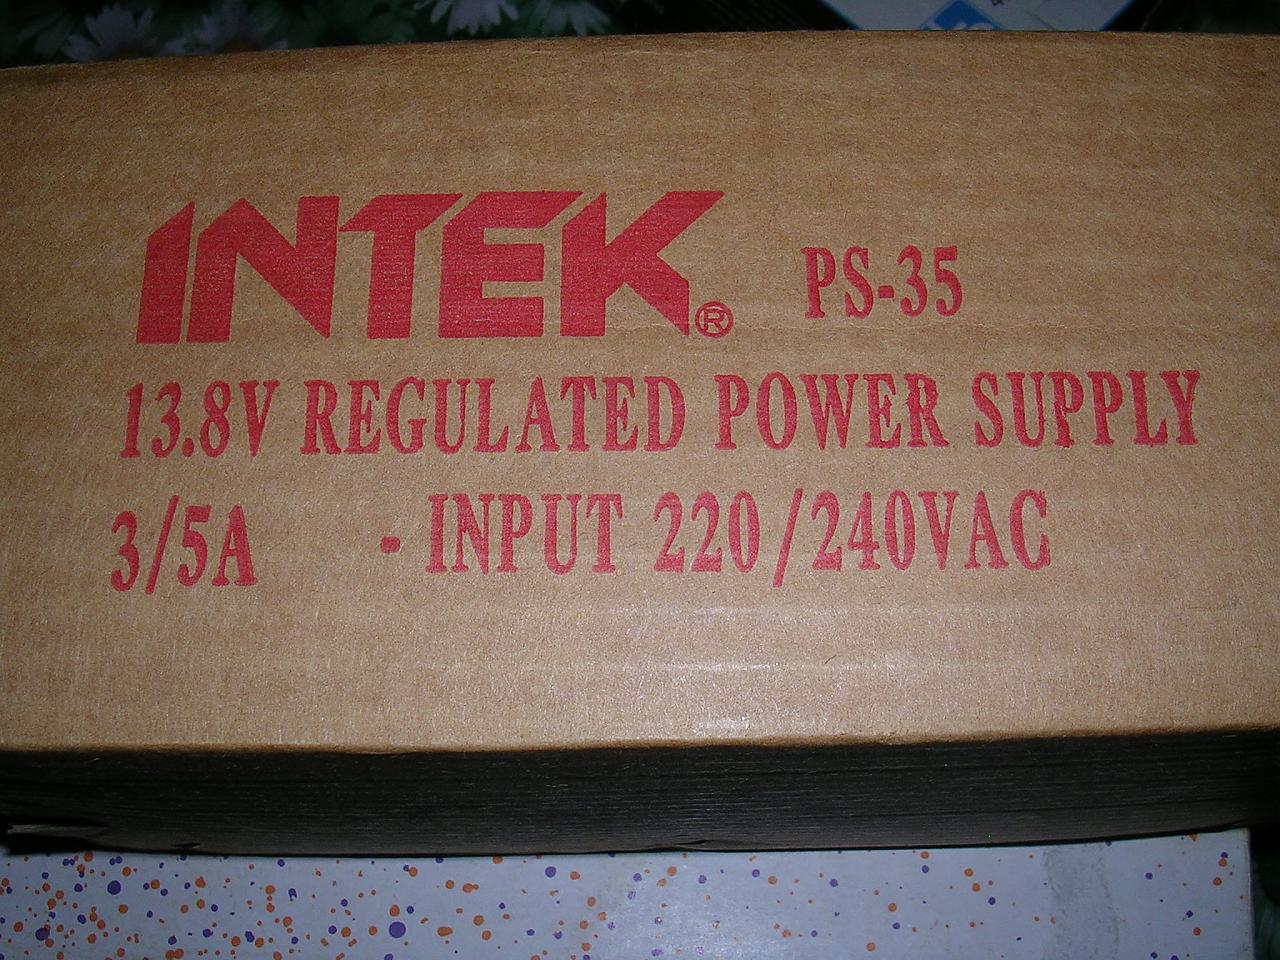 INTEK® PS-35
13.8V REGULATED POWER SUPPLY
3/5A · INPUT 220/240VAC